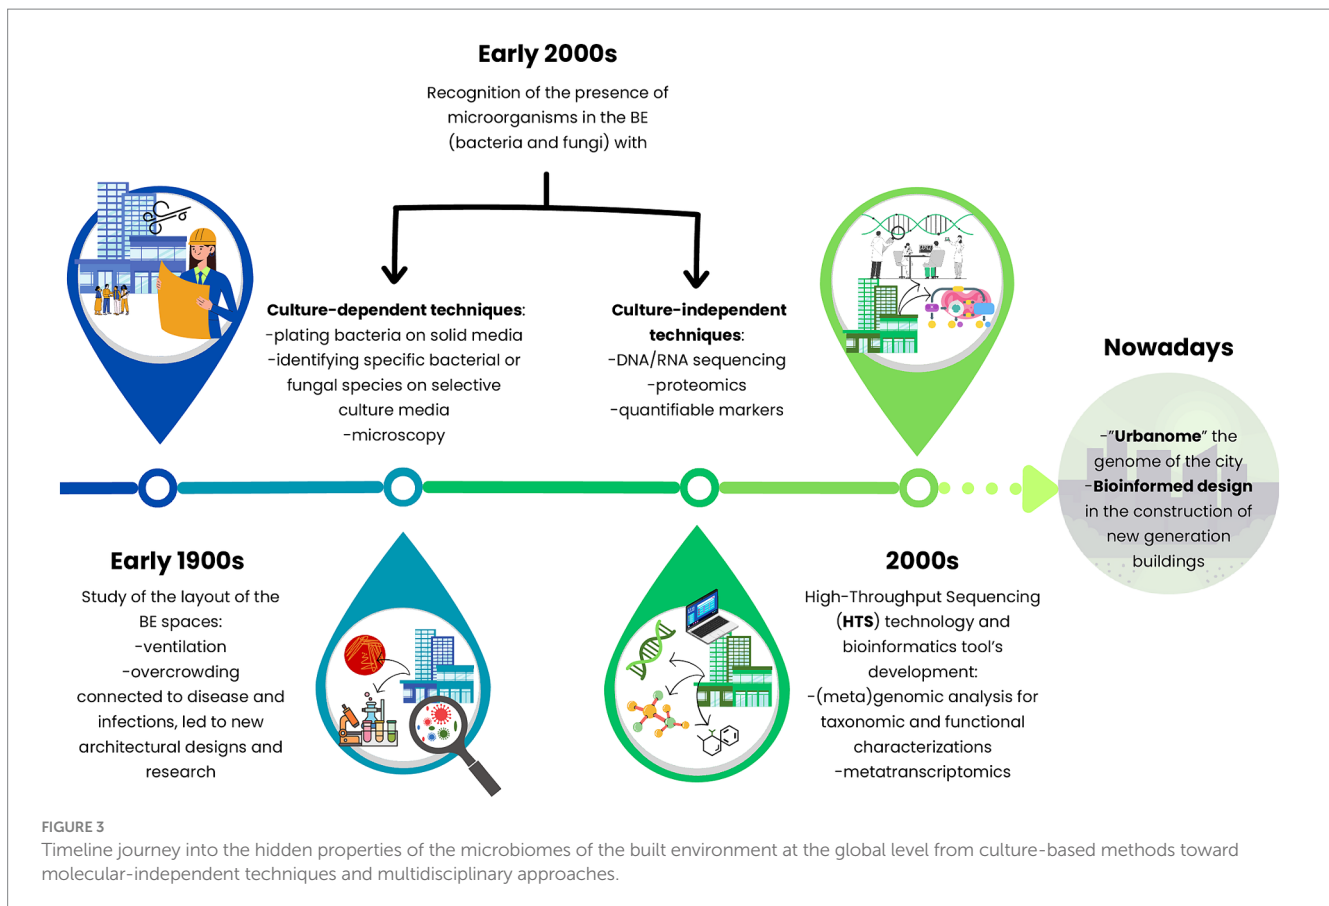 Early 2000s
Recognition of the presence of
microorganisms in the BE
(bacteria and fungi) with
Culture-dependent techniques:
-plating bacteria on solid media
-identifying specific bacterial or
fungal species on selective
culture media
-microscopy
Culture-independent
techniques:
-DNA/RNA sequencing
-proteomics
-quantifiable markers
Nowadays
-"Urbanome" the
genome of the city
-Bioinformed design
in the construction of
new generation
buildings
Early 1900s
Study of the layout of the
BE spaces:
-ventilation
-overcrowding
connected to disease and
infections, led to new
architectural designs and
research
2000s
High-Throughput Sequencing
(HTS) technology and
bioinformatics tool's
development:
-(meta)genomic analysis for
taxonomic and functional
characterizations
-metatranscriptomics
FIGURE 3
Timeline journey into the hidden properties of the microbiomes of the built environment at the global level from culture-based methods toward
molecular-independent techniques and multidisciplinary approaches.